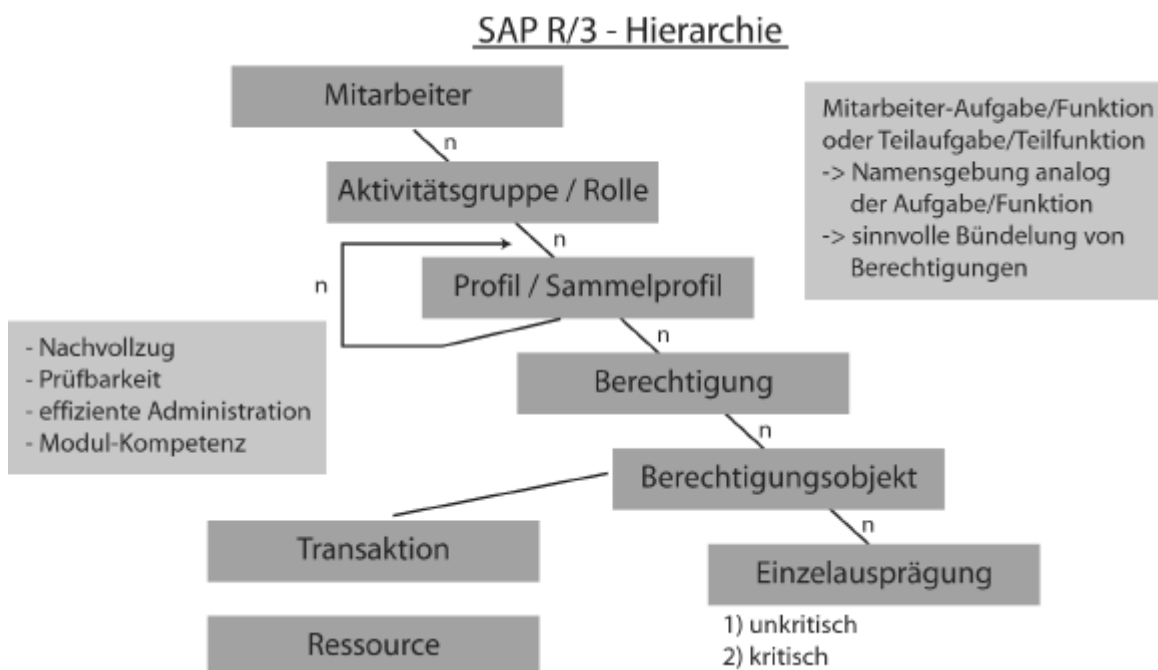 SAP R/3 - Hierarchie
Mitarbeiter
n
Aktivitätsgruppe / Rolle
n
Profil / Sammelprofil
n
n
Berechtigung
n
Berechtigungsobjekt
n
Transaktion
Einzelausprägung
1) unkritisch
2) kritisch
Ressource
Mitarbeiter-Aufgabe/Funktion
oder Teilaufgabe/Teilfunktion
-> Namensgebung analog
der Aufgabe/Funktion
-> sinnvolle Bündelung von
Berechtigungen
- Nachvollzug
- Prüfbarkeit
- effiziente Administration
- Modul-Kompetenz